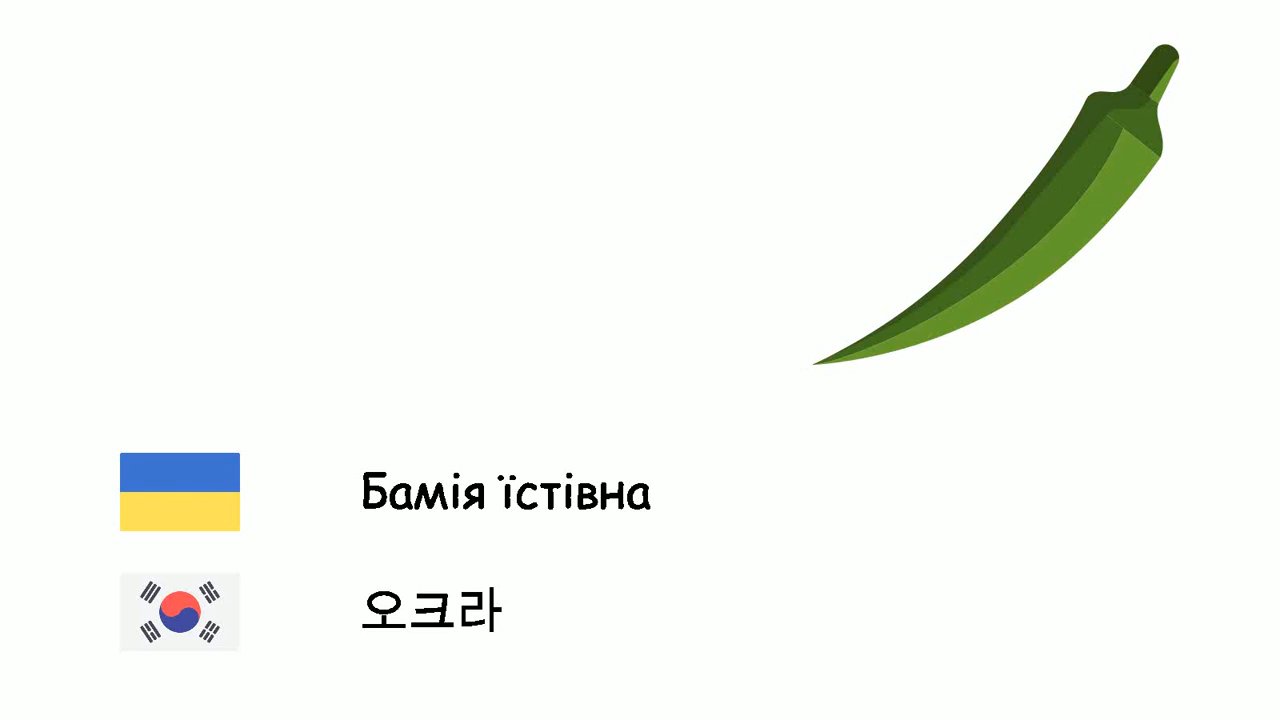 Бамія їстівна
오크라